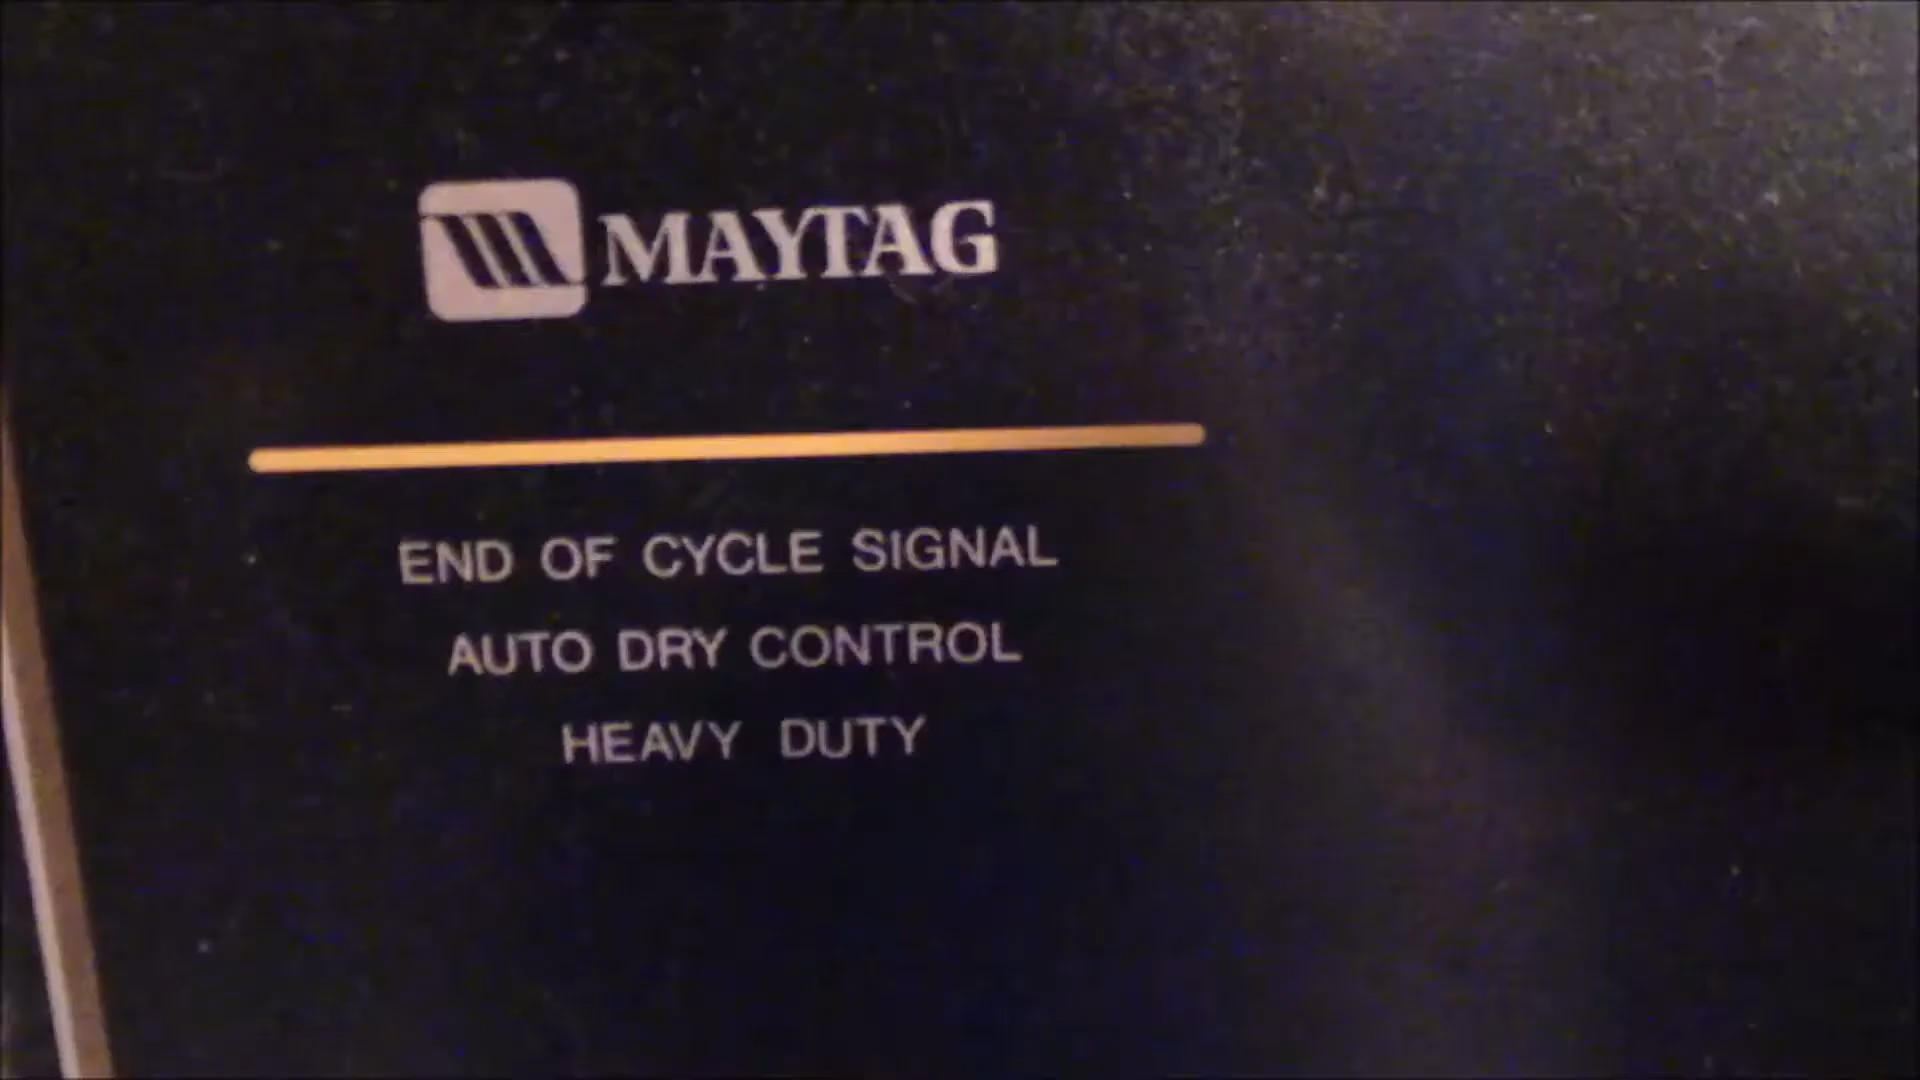 MAYTAG
END OF CYCLE SIGNAL
AUTO DRY CONTROL
HEAVY DUTY